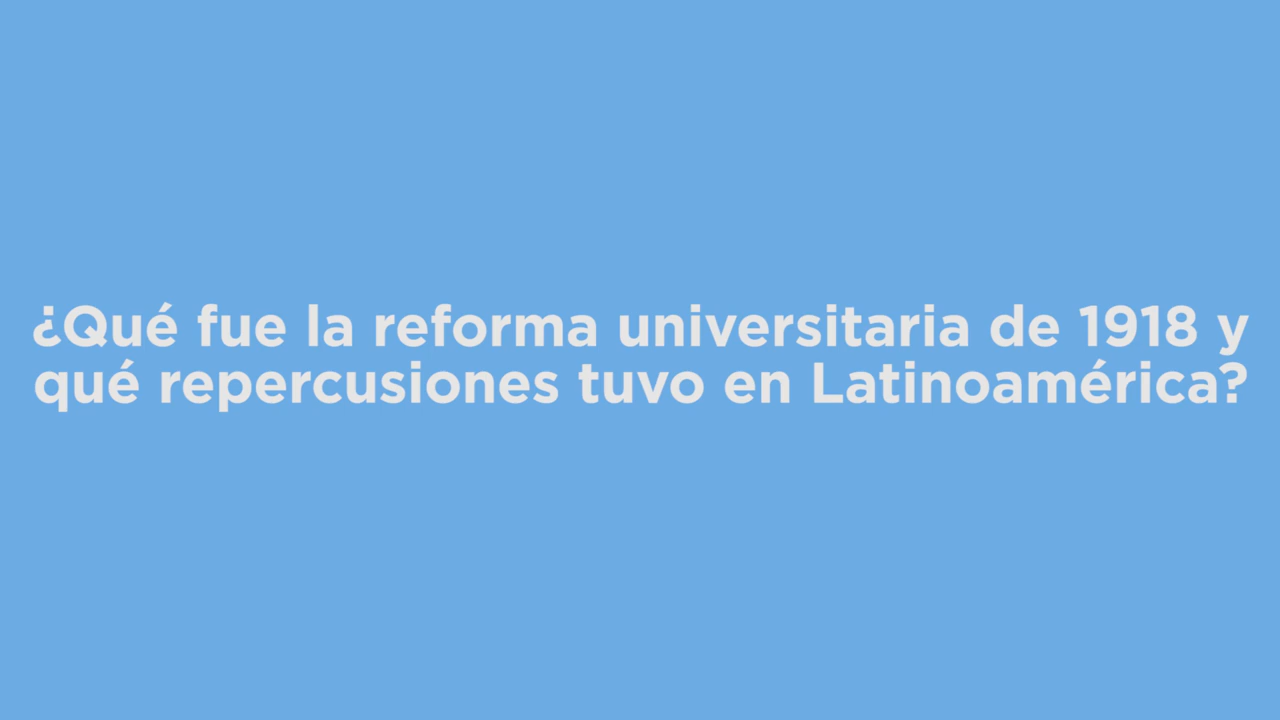 ¿Qué fue la reforma universitaria de 1918 y
qué repercusiones tuvo en Latinoamérica?